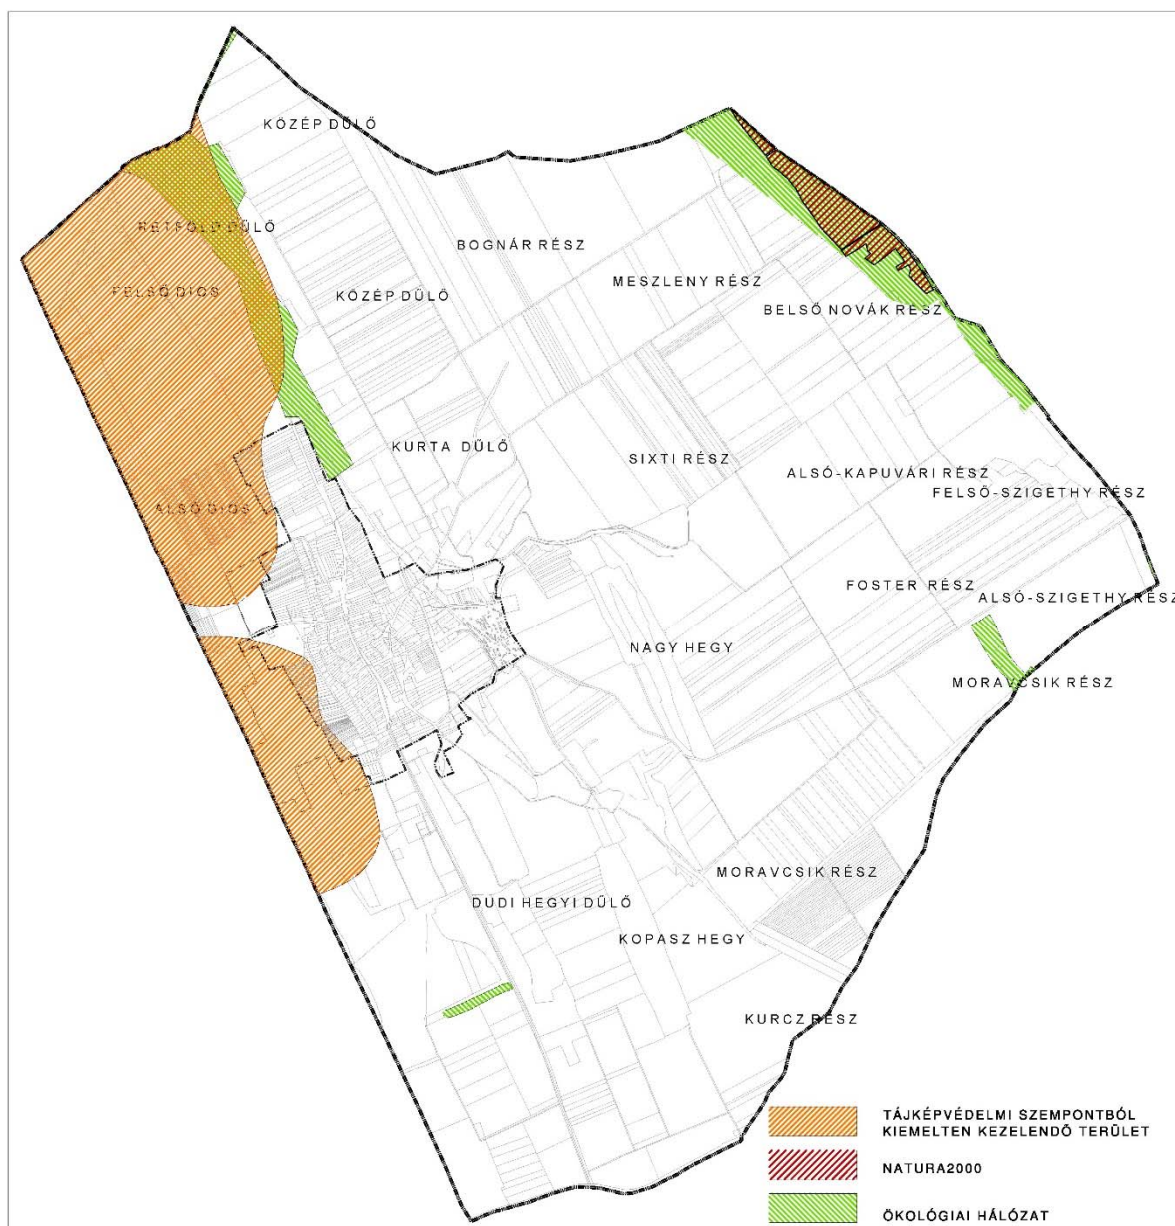 KÖZÉP DŰLŐ
RÉTFÖLD DŰLŐ
BOGNÁR RÉSZ
FELSŐ DIÓS
KÖZÉP DŰLŐ
MESZLENY RÉSZ
BELSŐ NOVÁK RÉSZ
KURTA DŰLŐ
SIXTI RÉSZ
ALSÓ-KAPUVÁRI RÉSZ
FELSŐ-SZIGETHY RÉSZ
ALSÓ DIÓS
FOSTER RÉSZ
ALSÓ-SZIGETHY RÉSZ
NAGY HEGY
MORAVCSIK RÉSZ
MORAVCSIK RÉSZ
DUDI HEGYI DŰLŐ
KOPASZ HEGY
KURCZ RÉSZ
TÁJKÉPVÉDELMI SZEMPONTBÓL
KIEMELTEN KEZELENDŐ TERÜLET
NATURA2000
ÖKOLÓGIAI HÁLÓZAT